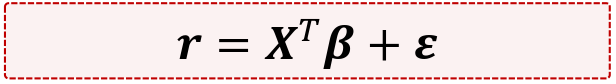 r = X^T β + ε